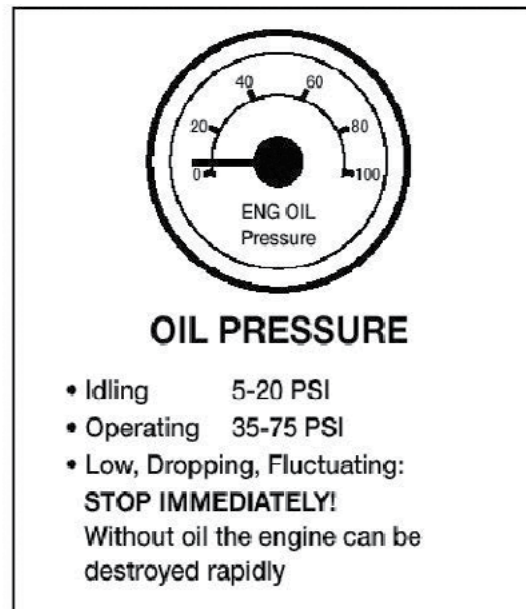 40 60
20 80
0 100
ENG OIL
Pressure
OIL PRESSURE
• Idling 5-20 PSI
• Operating 35-75 PSI
• Low, Dropping, Fluctuating:
STOP IMMEDIATELY!
Without oil the engine can be
destroyed rapidly